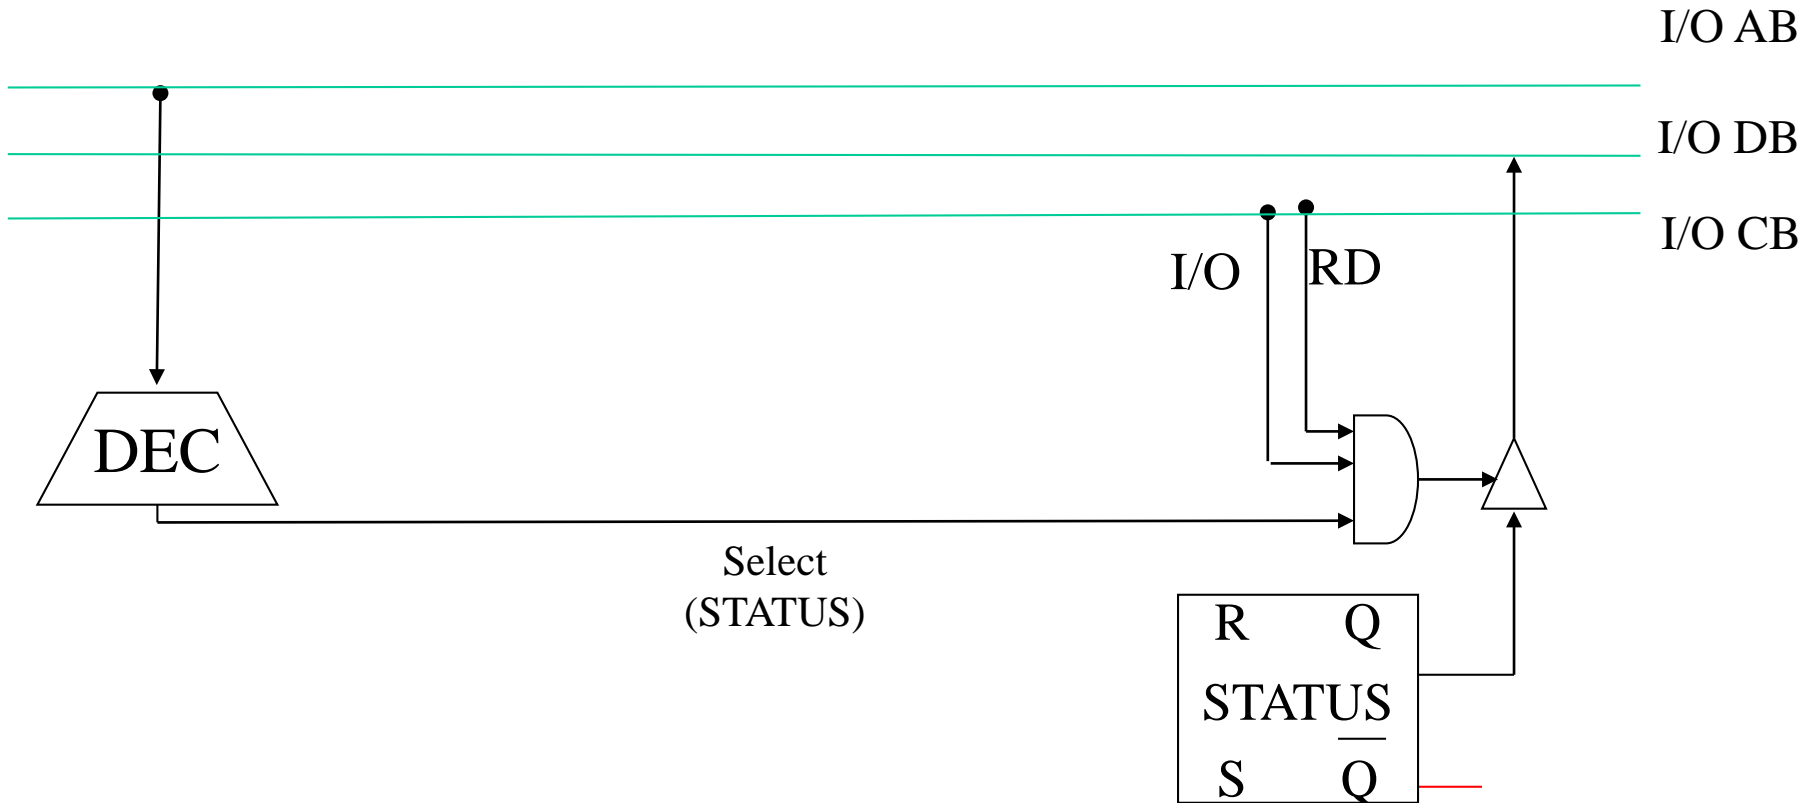 I/O AB
I/O DB
I/O CB
I/O RD
DEC
Select
(STATUS)
R Q
STATUS
S Q̅